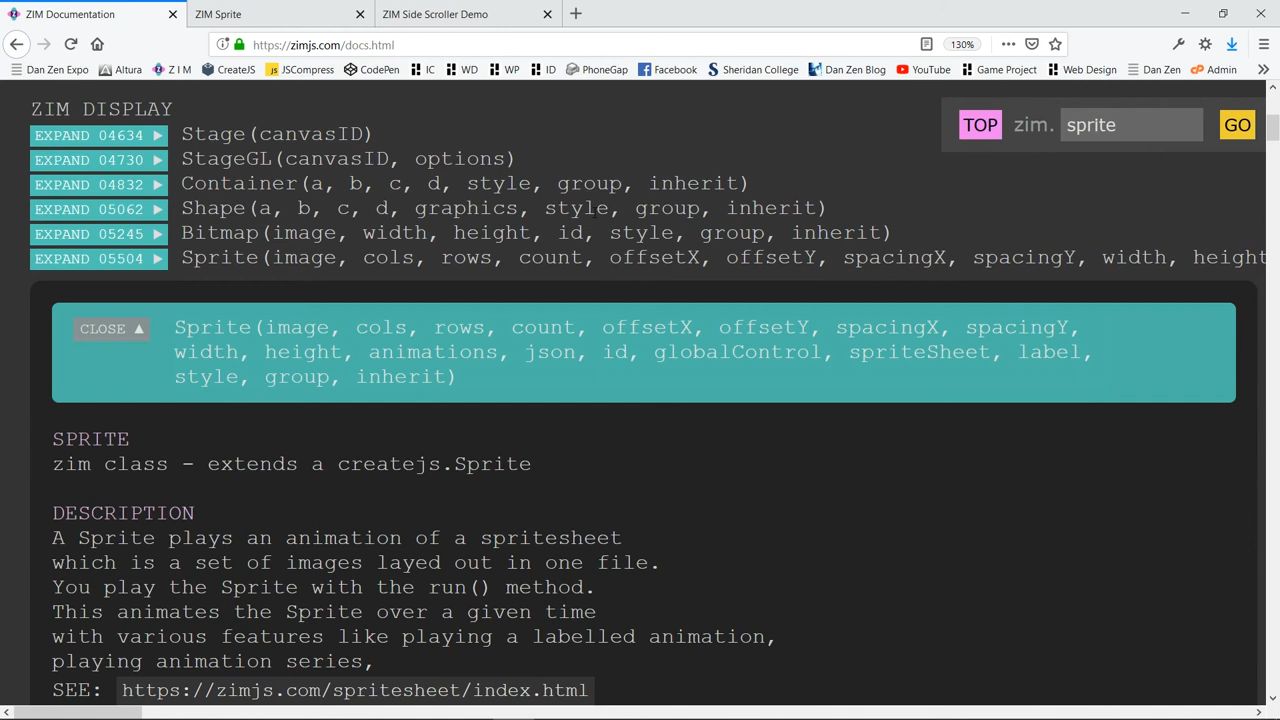 ZIM Documentation
ZIM Sprite
ZIM Side Scroller Demo
https://zimjs.com/docs.html
130%
Dan Zen Expo
Altura
Z I M
CreateJS
JSCompress
CodePen
IC
WD
WP
ID
PhoneGap
Facebook
Sheridan College
Dan Zen Blog
YouTube
Game Project
Web Design
Dan Zen
Admin
ZIM DISPLAY
TOP zim. sprite GO
EXPAND 04634 ▶ Stage(canvasID)
EXPAND 04730 ▶ StageGL(canvasID, options)
EXPAND 04832 ▶ Container(a, b, c, d, style, group, inherit)
EXPAND 05062 ▶ Shape(a, b, c, d, graphics, style, group, inherit)
EXPAND 05245 ▶ Bitmap(image, width, height, id, style, group, inherit)
EXPAND 05504 ▶ Sprite(image, cols, rows, count, offsetX, offsetY, spacingX, spacingY, width, height
CLOSE ▲ Sprite(image, cols, rows, count, offsetX, offsetY, spacingX, spacingY,
width, height, animations, json, id, globalControl, spriteSheet, label,
style, group, inherit)
SPRITE
zim class - extends a createjs.Sprite
DESCRIPTION
A Sprite plays an animation of a spritesheet
which is a set of images layed out in one file.
You play the Sprite with the run() method.
This animates the Sprite over a given time
with various features like playing a labelled animation,
playing animation series,
SEE: https://zimjs.com/spritesheet/index.html